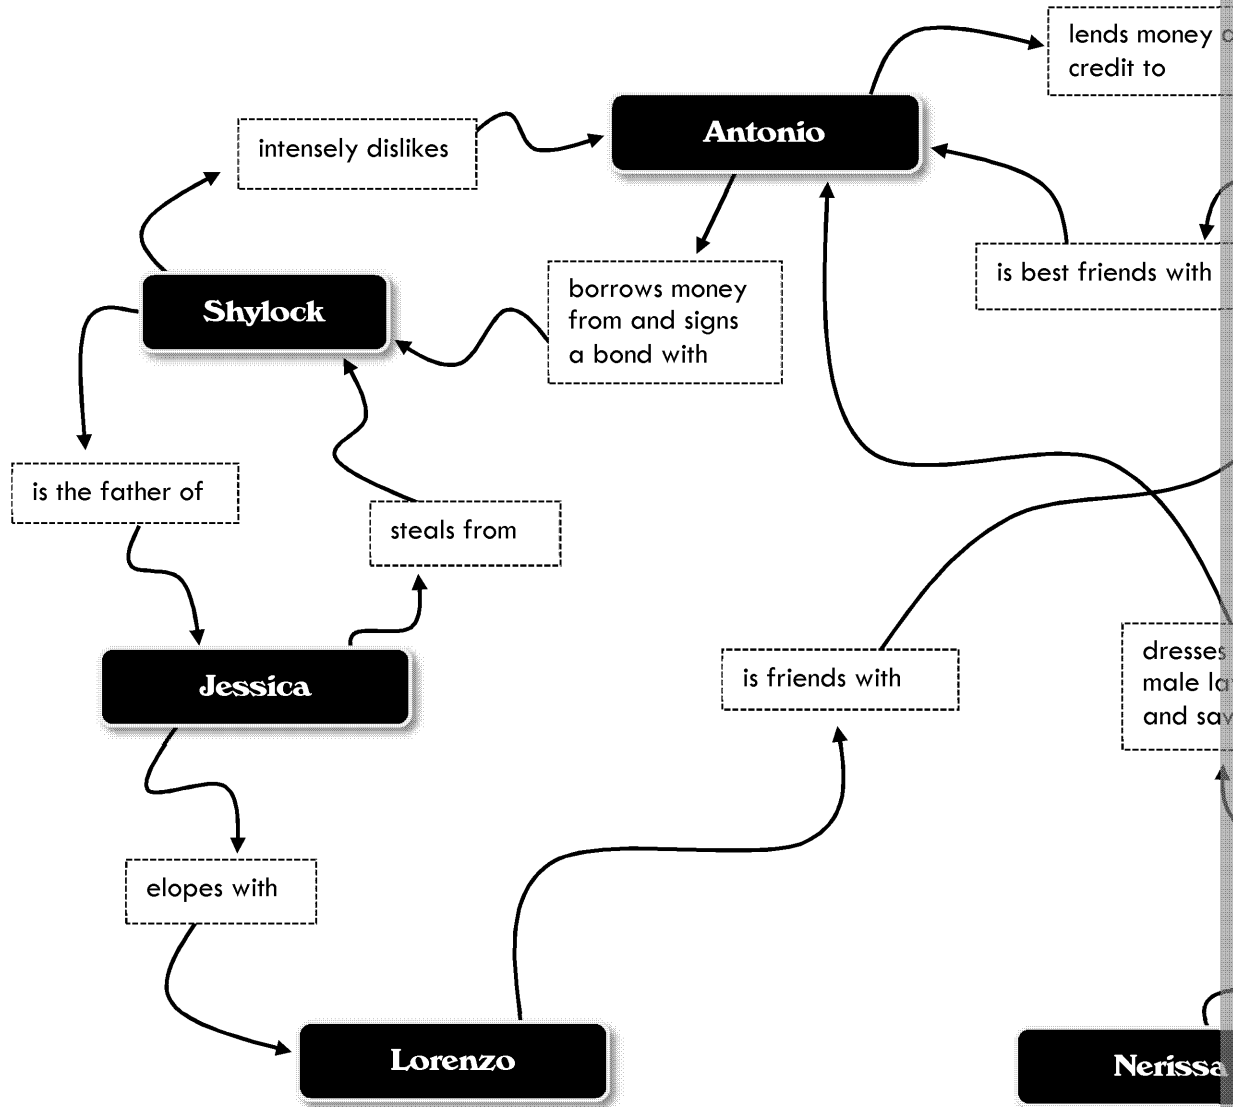 lends money
credit to
Antonio
intensely dislikes
is best friends with
borrows money
from and signs
a bond with
Shylock
is the father of
steals from
Jessica
is friends with
dresses
male
and
elopes with
Lorenzo
Nerissa